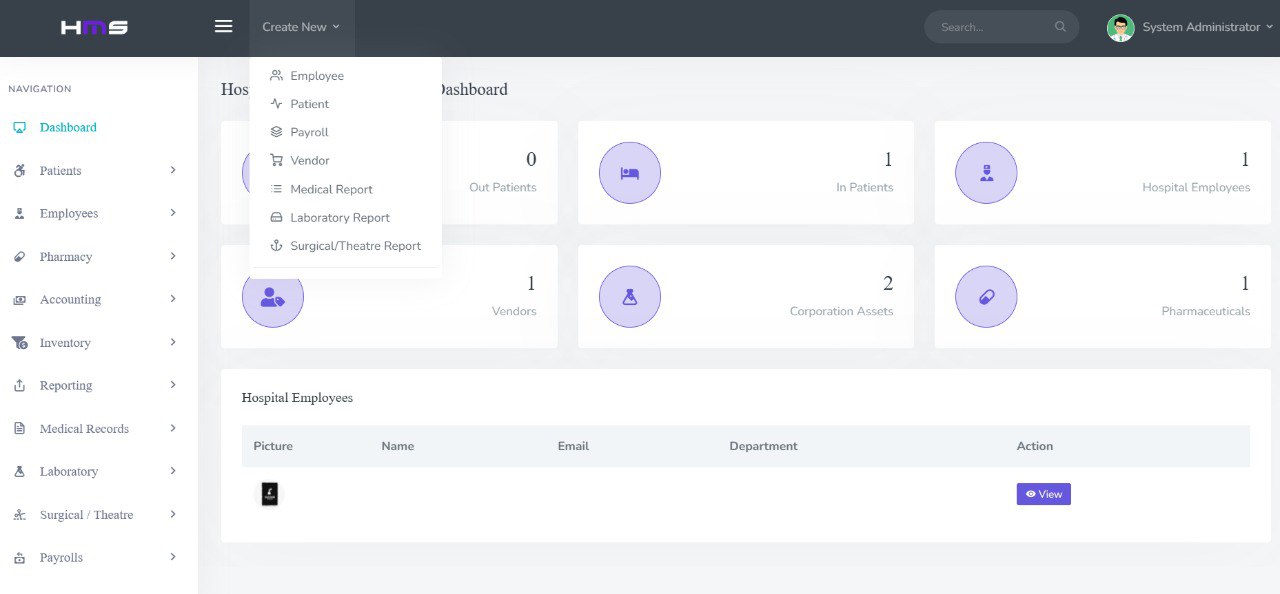 HMS
Create New
Search...
System Administrator
NAVIGATION
Dashboard
Patients
Employees
Pharmacy
Accounting
Inventory
Reporting
Medical Records
Laboratory
Surgical / Theatre
Payrolls
Employee
Patient
Payroll
Vendor
Medical Report
Laboratory Report
Surgical/Theatre Report
Hos
Dashboard
0
Out Patients
1
In Patients
1
Hospital Employees
1
Vendors
2
Corporation Assets
1
Pharmaceuticals
Hospital Employees
Picture Name Email Department Action
View